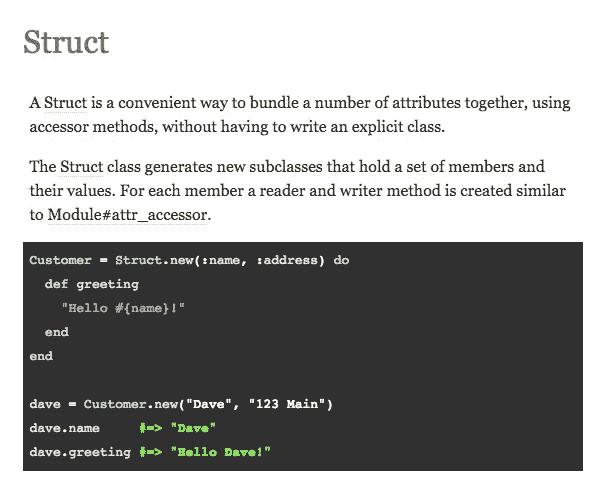 Struct
A Struct is a convenient way to bundle a number of attributes together, using
accessor methods, without having to write an explicit class.
The Struct class generates new subclasses that hold a set of members and
their values. For each member a reader and writer method is created similar
to Module#attr_accessor.
Customer = Struct.new(:name, :address) do
  def greeting
    "Hello #{name}!"
  end
end
dave = Customer.new("Dave", "123 Main")
dave.name     #=> "Dave"
dave.greeting #=> "Hello Dave!"